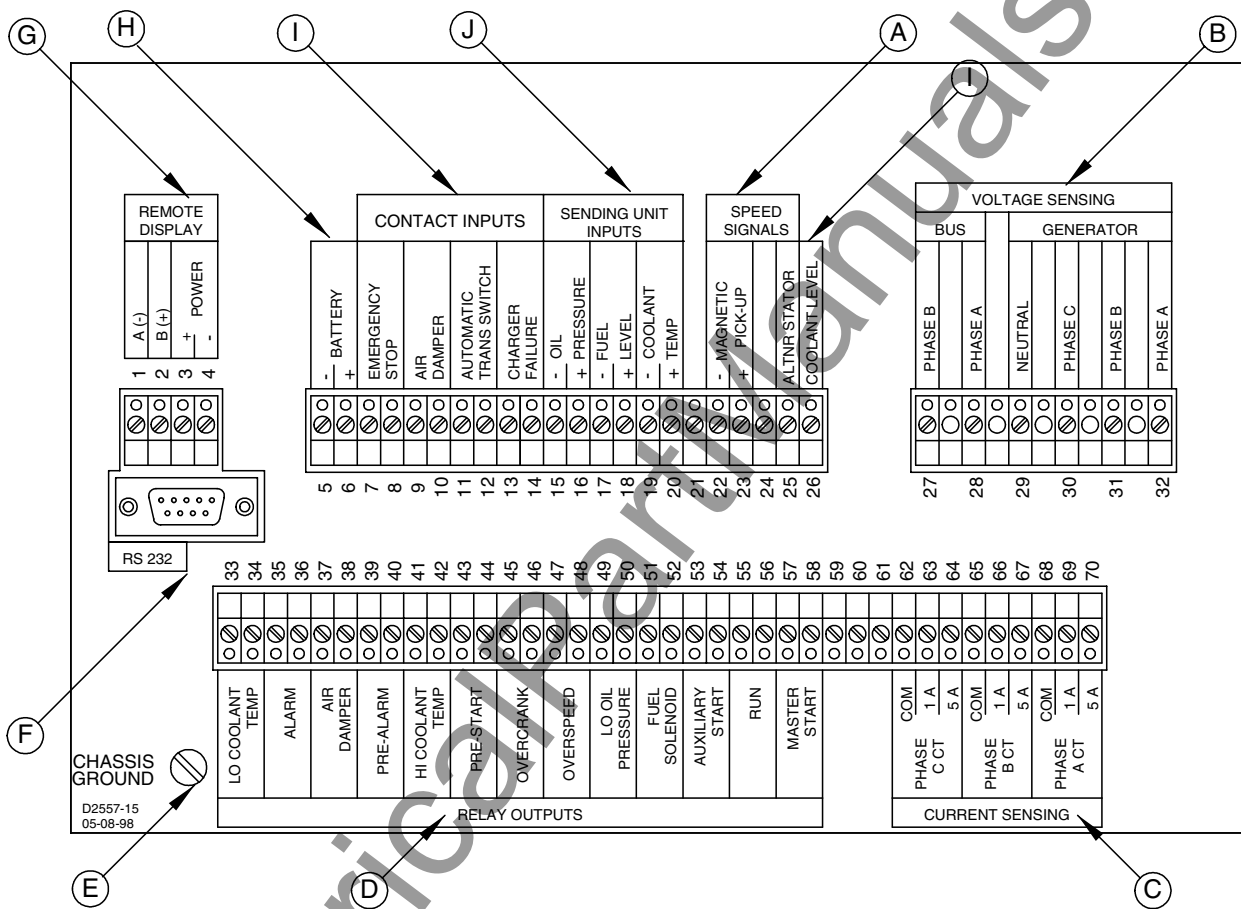 G
H
I
J
A
B
I
REMOTE
DISPLAY
A (-)
B (+)
+ POWER -
1 2 3 4
CONTACT INPUTS
- BATTERY +
EMERGENCY
STOP
AIR
DAMPER
AUTOMATIC
TRANS SWITCH
CHARGER
FAILURE
SENDING UNIT
INPUTS
- OIL
+ PRESSURE
- FUEL
+ LEVEL
- COOLANT
+ TEMP
SPEED
SIGNALS
- MAGNETIC
+ PICK-UP
ALTNR STATOR
COOLANT LEVEL
5 6 7 8 9 10 11 12 13 14 15 16 17 18 19 20 21 22 23 24 25 26
VOLTAGE SENSING
BUS
GENERATOR
PHASE B
PHASE A
NEUTRAL
PHASE C
PHASE B
PHASE A
27 28 29 30 31 32
RS 232
F
33 34 35 36 37 38 39 40 41 42 43 44 45 46 47 48 49 50 51 52 53 54 55 56 57 58 59 60 61 62 63 64 65 66 67 68 69 70
LO COOLANT
TEMP
ALARM
AIR
DAMPER
PRE-ALARM
HI COOLANT
TEMP
PRE-START
OVERCRANK
OVERSPEED
LO OIL
PRESSURE
FUEL
SOLENOID
AUXILIARY
START
RUN
MASTER
START
RELAY OUTPUTS
COM
1 A
5 A
PHASE
C CT
COM
1 A
5 A
PHASE
B CT
COM
1 A
5 A
PHASE
A CT
CURRENT SENSING
CHASSIS
GROUND
D2557-15
05-08-98
E
D
C
ricalPartManuals